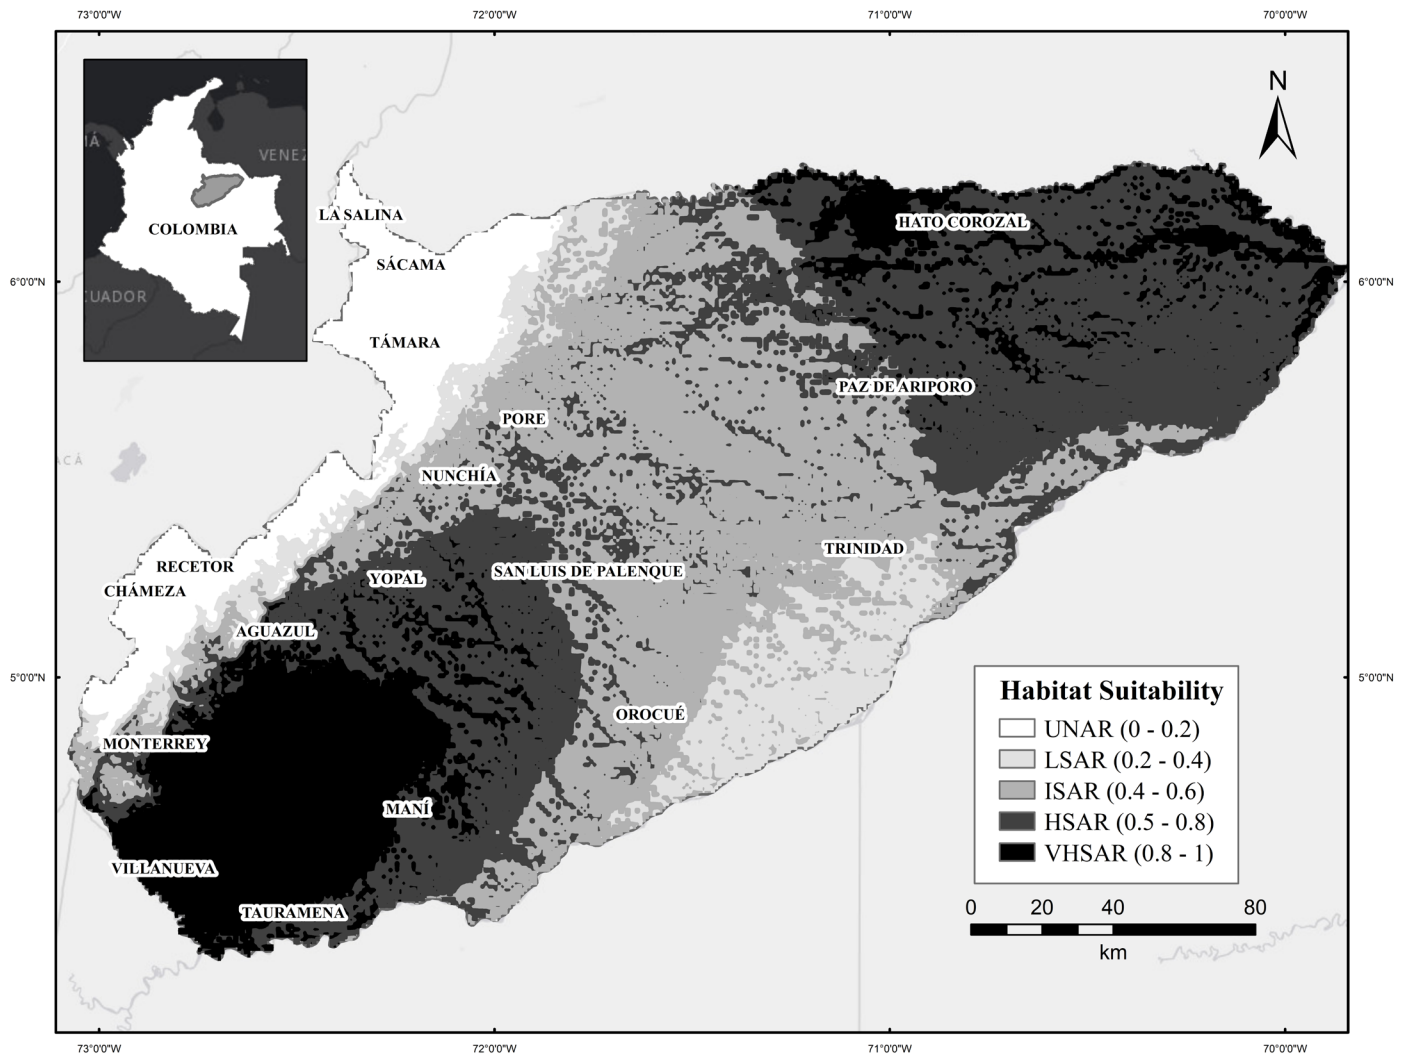 73°0'0"W
72°0'0"W
71°0'0"W
70°0'0"W
N
IÁ
VENEZ
COLOMBIA
CUADOR
LA SALINA
HATO COROZAL
SÁCAMA
6°0'0"N
6°0'0"N
TÁMARA
PAZ DE ARIPORO
PORE
ACÁ
NUNCHÍA
TRINIDAD
RECETOR
SAN LUIS DE PALENQUE
YOPAL
CHÁMEZA
AGUAZUL
5°0'0"N
5°0'0"N
OROCUÉ
MONTERREY
MANÍ
VILLANUEVA
TAURAMENA
Habitat Suitability
UNAR (0 - 0.2)
LSAR (0.2 - 0.4)
ISAR (0.4 - 0.6)
HSAR (0.5 - 0.8)
VHSAR (0.8 - 1)
0 20 40 80
km
73°0'0"W
72°0'0"W
71°0'0"W
70°0'0"W